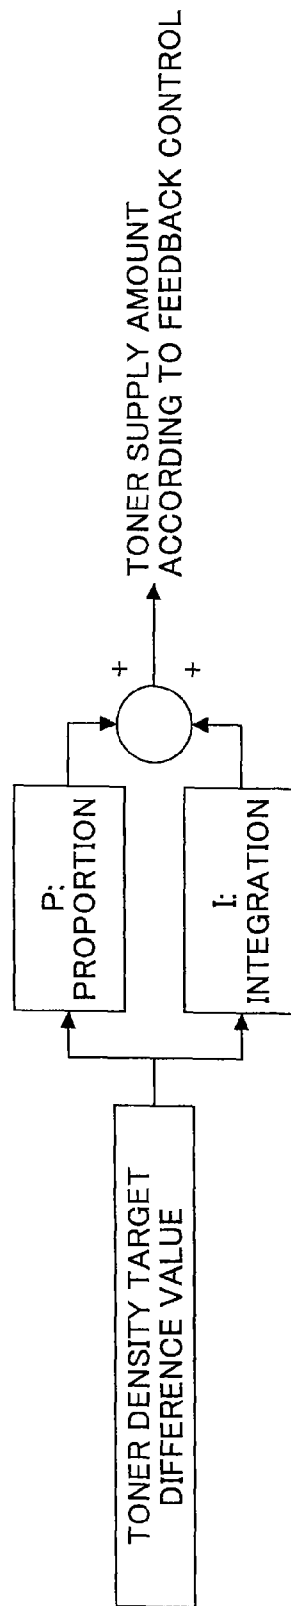 TONER DENSITY TARGET
DIFFERENCE VALUE
P:
PROPORTION
I:
INTEGRATION
+
+
TONER SUPPLY AMOUNT
ACCORDING TO FEEDBACK CONTROL